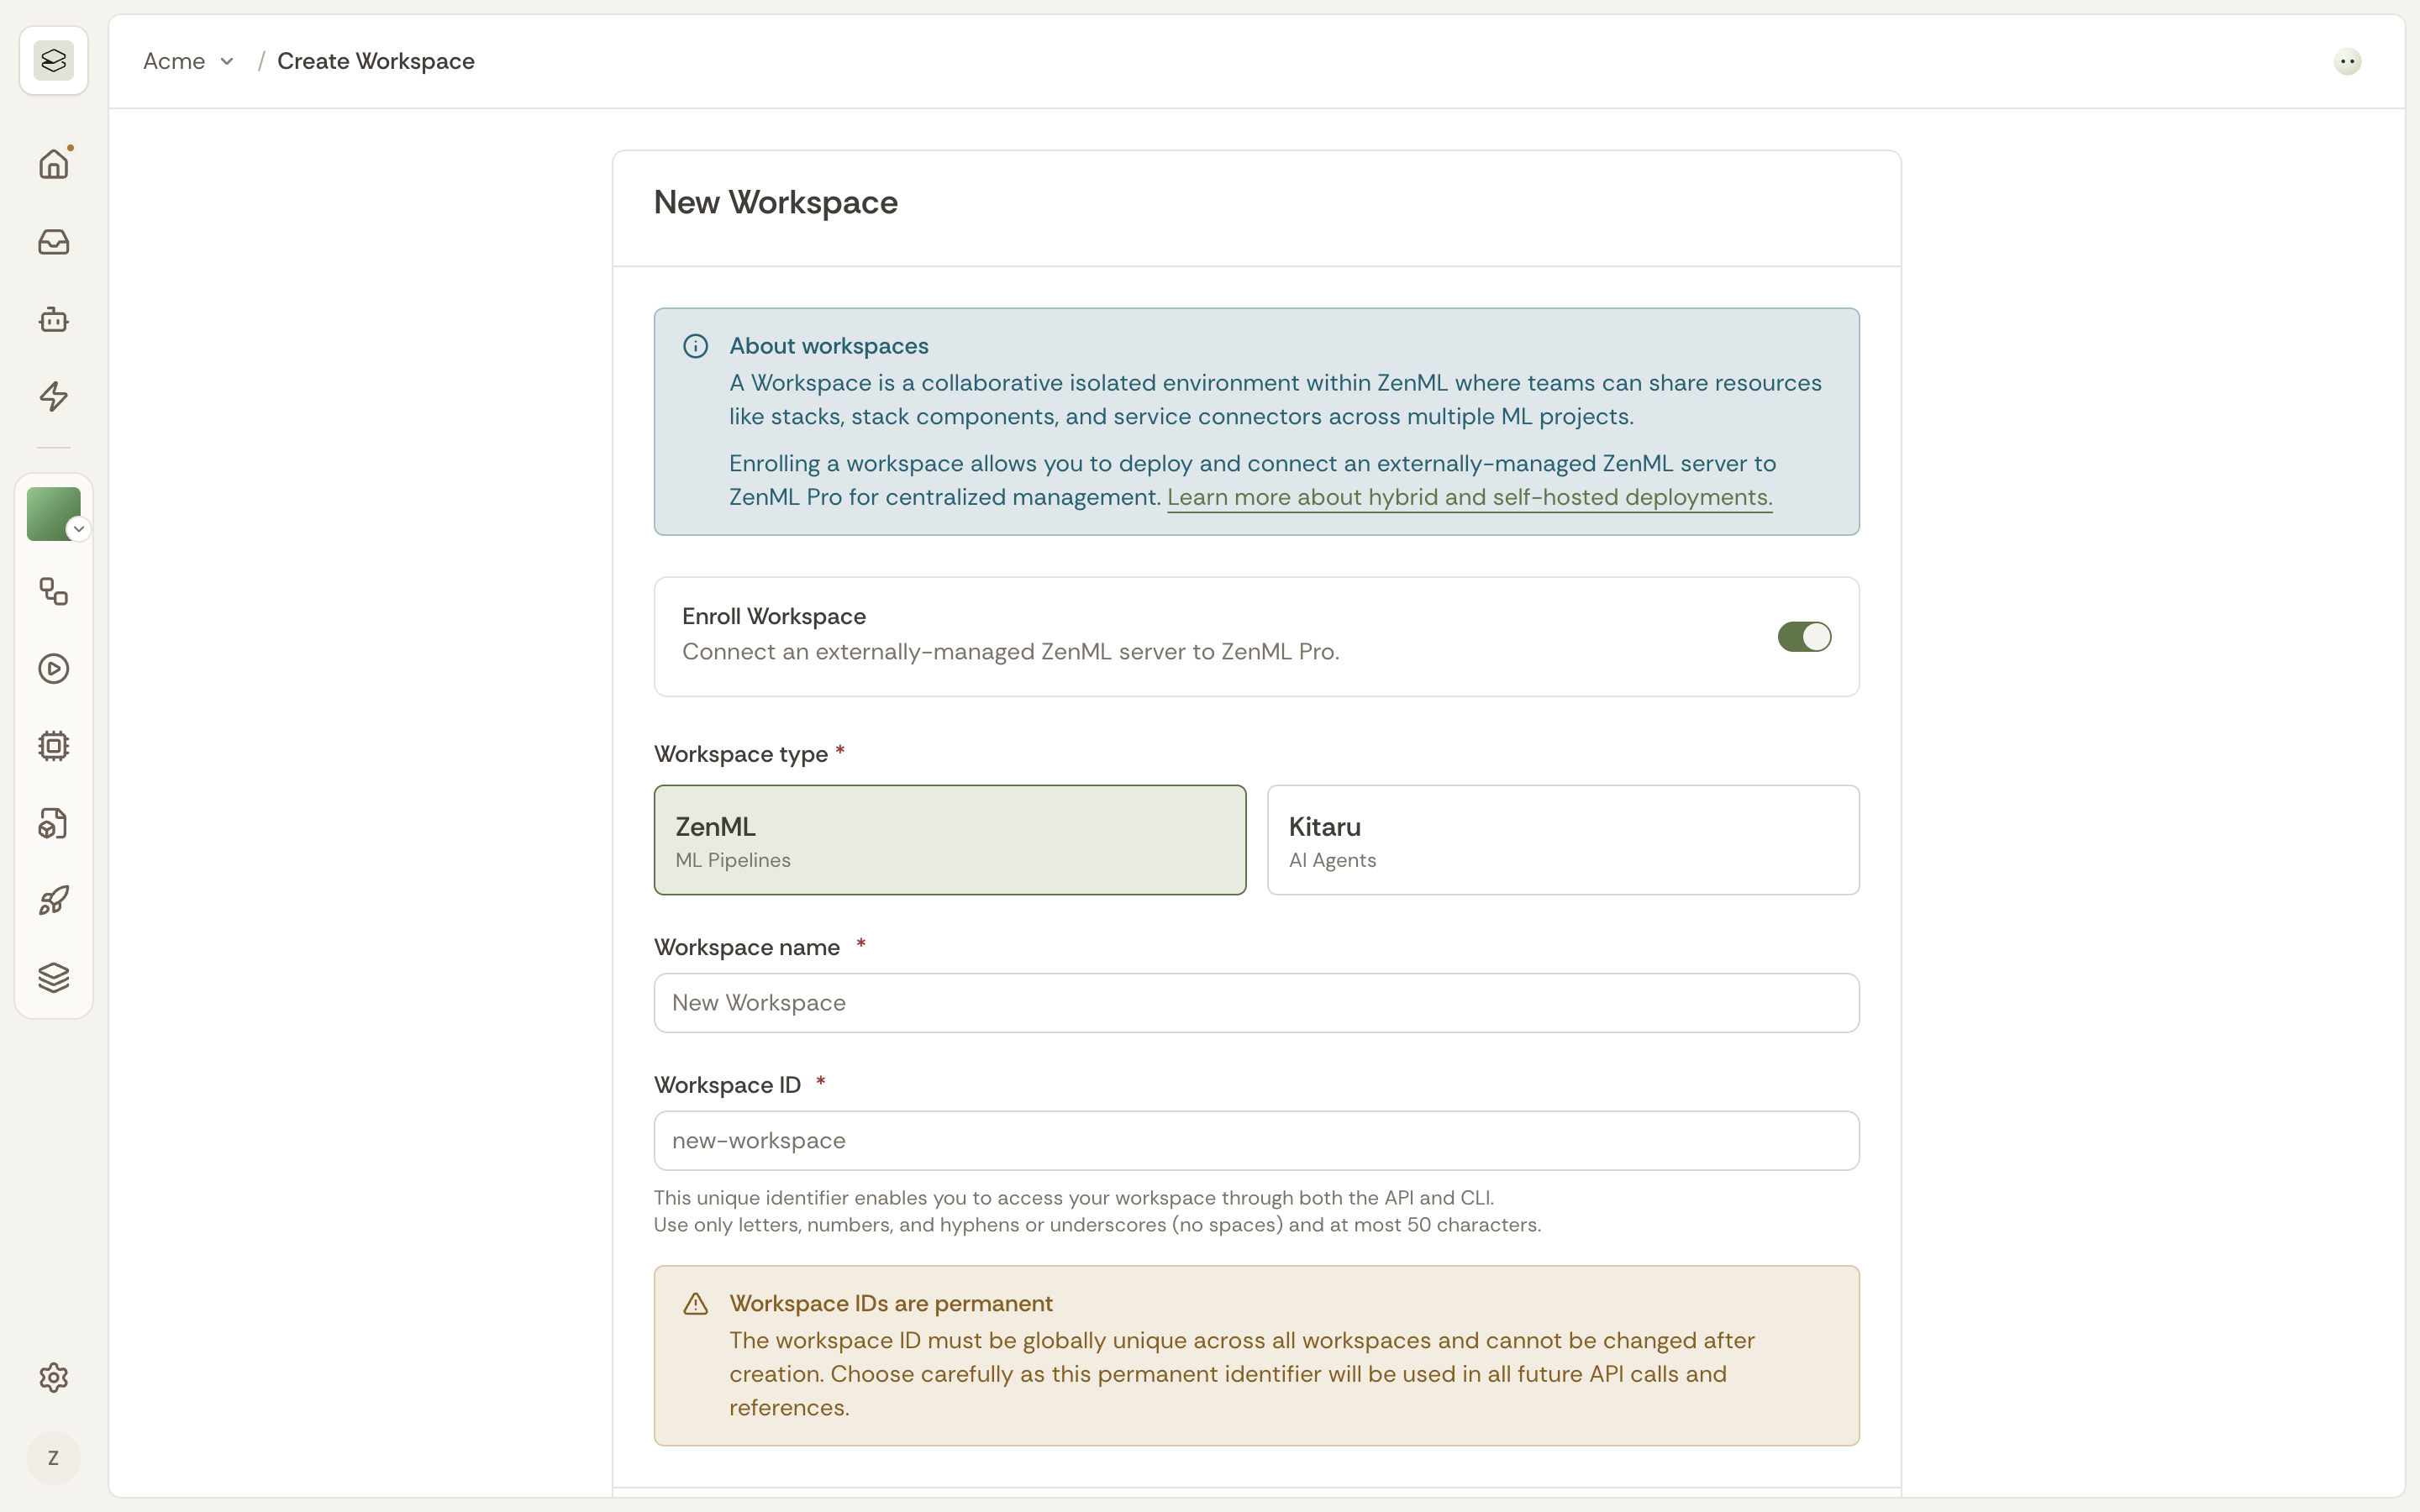 Acme / Create Workspace
New Workspace
About workspaces
A Workspace is a collaborative isolated environment within ZenML where teams can share resources
like stacks, stack components, and service connectors across multiple ML projects.
Enrolling a workspace allows you to deploy and connect an externally-managed ZenML server to
ZenML Pro for centralized management. Learn more about hybrid and self-hosted deployments.
Enroll Workspace
Connect an externally-managed ZenML server to ZenML Pro.
Workspace type *
ZenML
ML Pipelines
Kitaru
AI Agents
Workspace name *
New Workspace
Workspace ID *
new-workspace
This unique identifier enables you to access your workspace through both the API and CLI.
Use only letters, numbers, and hyphens or underscores (no spaces) and at most 50 characters.
Workspace IDs are permanent
The workspace ID must be globally unique across all workspaces and cannot be changed after
creation. Choose carefully as this permanent identifier will be used in all future API calls and
references.
Z